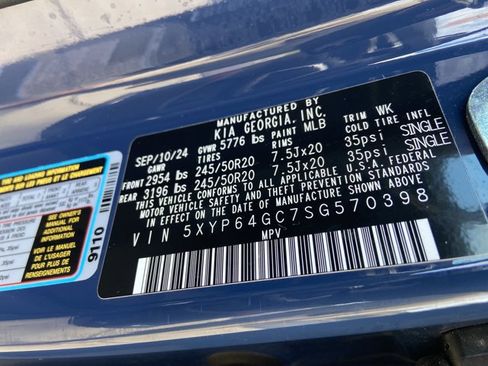 MANUFACTURED BY
KIA GEORGIA, INC.
SEP/10/24 GVWR 5776 lbs PAINT MLB TRIM WK
GAWR TIRES RIMS COLD TIRE INFL
FRONT 2954 lbs 245/50R20 7.5Jx20 35psi SINGLE
REAR 3196 lbs 245/50R20 7.5Jx20 35psi SINGLE
THIS VEHICLE CONFORMS TO ALL APPLICABLE U.S.A. FEDERAL
MOTOR VEHICLE SAFETY AND THEFT PREVENTION STANDARDS IN EFFECT ON THE DATE OF MANUFACTURE SHOWN ABOVE.
VIN 5XYP64GC7SG570398
MPV
TIRE AND LOADING INFORMATION
SEE OWNER'S
MANUAL FOR
ADDITIONAL
INFORMATION
VOIR LE MANUEL
DE L'USAGER
POUR PLUS DE
RENSEIGNEMENTS
9110